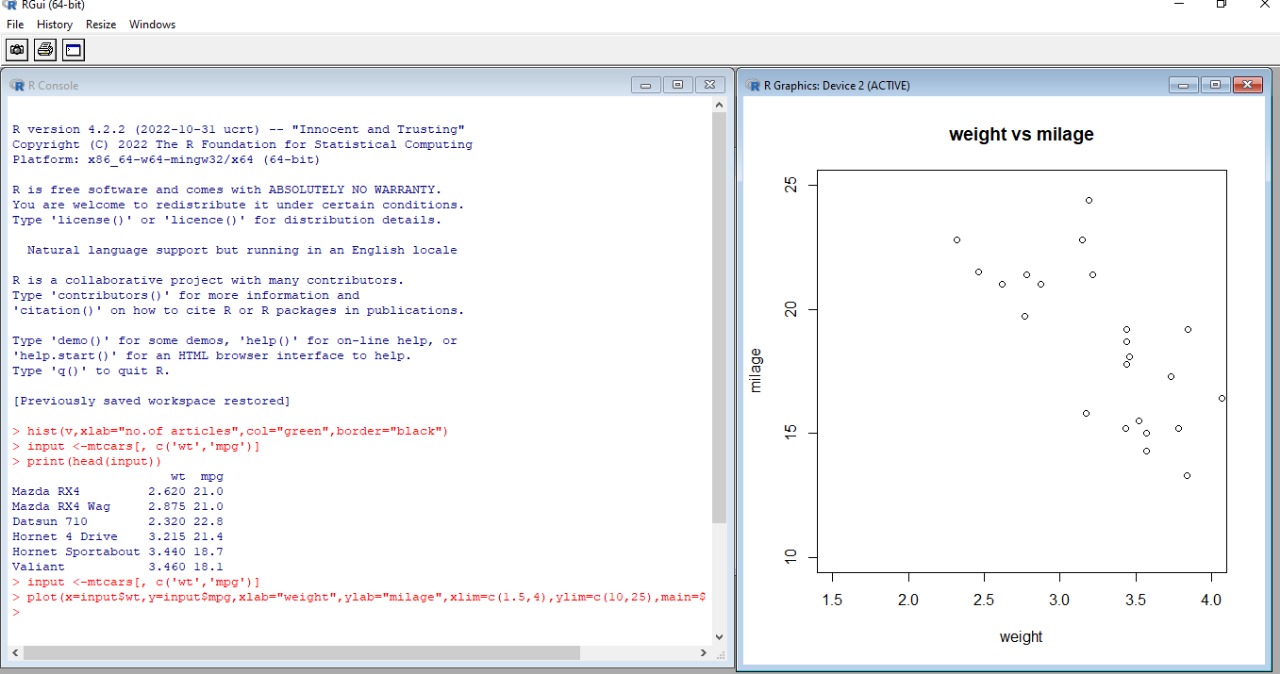 RGui (64-bit)
File History Resize Windows
R Console
R version 4.2.2 (2022-10-31 ucrt) -- "Innocent and Trusting"
Copyright (C) 2022 The R Foundation for Statistical Computing
Platform: x86_64-w64-mingw32/x64 (64-bit)
R is free software and comes with ABSOLUTELY NO WARRANTY.
You are welcome to redistribute it under certain conditions.
Type 'license()' or 'licence()' for distribution details.
Natural language support but running in an English locale
R is a collaborative project with many contributors.
Type 'contributors()' for more information and
'citation()' on how to cite R or R packages in publications.
Type 'demo()' for some demos, 'help()' for on-line help, or
'help.start()' for an HTML browser interface to help.
Type 'q()' to quit R.
[Previously saved workspace restored]
> hist(v,xlab="no.of articles",col="green",border="black")
> input <-mtcars[, c('wt','mpg')]
> print(head(input))
wt mpg
Mazda RX4 2.620 21.0
Mazda RX4 Wag 2.875 21.0
Datsun 710 2.320 22.8
Hornet 4 Drive 3.215 21.4
Hornet Sportabout 3.440 18.7
Valiant 3.460 18.1
> input <-mtcars[, c('wt','mpg')]
> plot(x=input$wt,y=input$mpg,xlab="weight",ylab="milage",xlim=c(1.5,4),ylim=c(10,25),main=$
>
R Graphics: Device 2 (ACTIVE)
weight vs milage
25
20
15
10
milage
1.5 2.0 2.5 3.0 3.5 4.0
weight